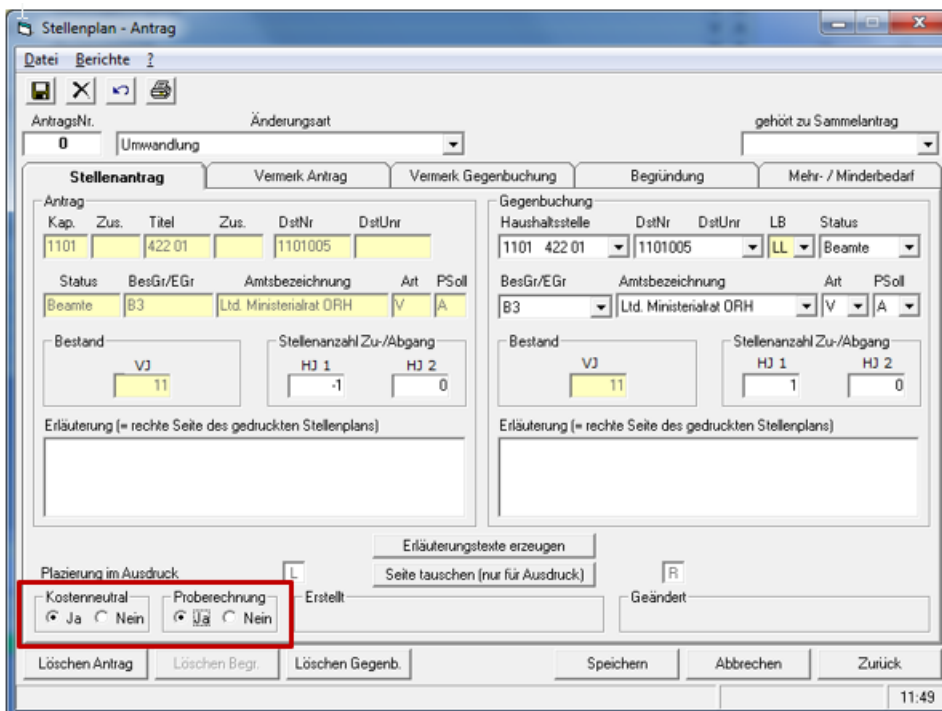 Stellenplan - Antrag
Datei Berichte ?
AntragsNr. Änderungsart gehört zu Sammelantrag
0 Umwandlung
Stellenantrag Vermerk Antrag Vermerk Gegenbuchung Begründung Mehr- / Minderbedarf
Antrag Gegenbuchung
Kap. Zus. Titel Zus. DstNr DstUnr Haushaltsstelle DstNr DstUnr LB Status
1101 422 01 1101005 1101 422 01 1101005 LL Beamte
Status BesGr/EGr Amtsbezeichnung Art PSoll BesGr/EGr Amtsbezeichnung Art PSoll
Beamte B3 Ltd. Ministerialrat ORH V A B3 Ltd. Ministerialrat ORH V A
Bestand Stellenanzahl Zu-/Abgang Bestand Stellenanzahl Zu-/Abgang
VJ HJ 1 HJ 2 VJ HJ 1 HJ 2
11 -1 0 11 1 0
Erläuterung (= rechte Seite des gedruckten Stellenplans) Erläuterung (= rechte Seite des gedruckten Stellenplans)
Erläuterungstexte erzeugen
Plazierung im Ausdruck L Seite tauschen (nur für Ausdruck) R
Kostenneutral Proberechnung Erstellt Geändert
Ja Nein Ja Nein
Löschen Antrag Löschen Begr. Löschen Gegenb. Speichern Abbrechen Zurück
11:49